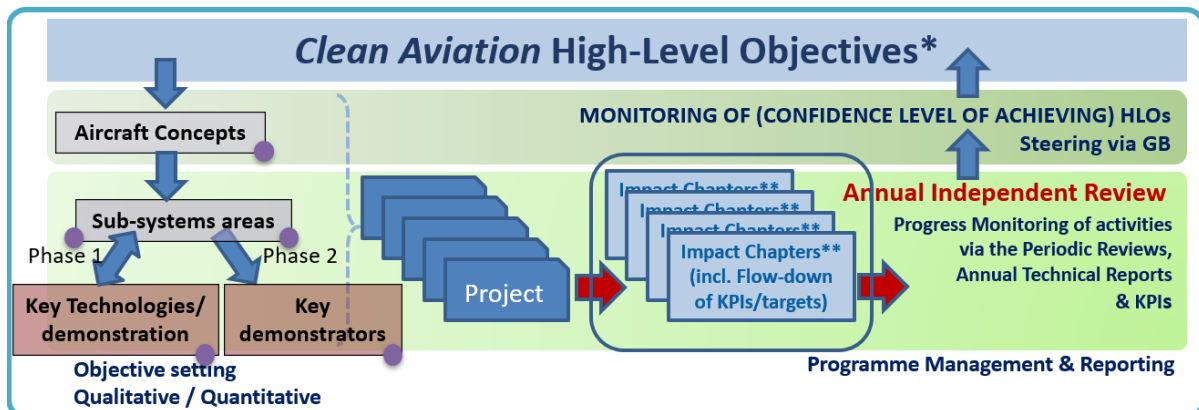 Clean Aviation High-Level Objectives*
MONITORING OF (CONFIDENCE LEVEL OF ACHIEVING) HLOs
Steering via GB
Aircraft Concepts
Sub-systems areas
Phase 1
Phase 2
Key Technologies/
demonstration
Key
demonstrators
Objective setting
Qualitative / Quantitative
Project
Impact Chapters**
Impact Chapters**
Impact Chapters**
Impact Chapters**
(incl. Flow-down
of KPIs/targets)
Annual Independent Review
Progress Monitoring of activities
via the Periodic Reviews,
Annual Technical Reports
& KPIs
Programme Management & Reporting